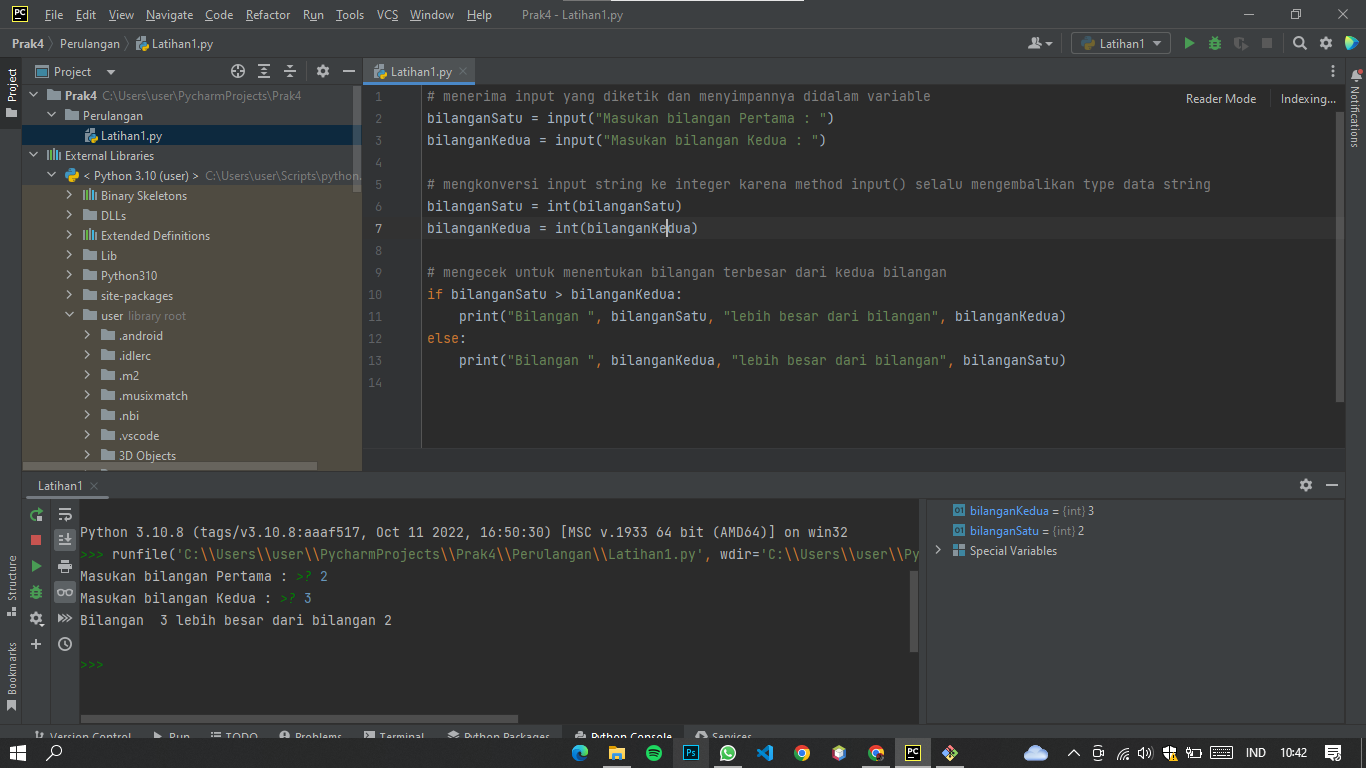 PC File Edit View Navigate Code Refactor Run Tools VCS Window Help Prak4 - Latihan1.py
Prak4 Perulangan Latihan1.py Latihan1
Project
Project
Latihan1.py
Notifications
Prak4 C:\Users\user\PycharmProjects\Prak4
Perulangan
Latihan1.py
External Libraries
< Python 3.10 (user) > C:\Users\user\Scripts\python.
Binary Skeletons
DLLs
Extended Definitions
Lib
Python310
site-packages
user library root
.android
.idlerc
.m2
.musixmatch
.nbi
.vscode
3D Objects
Reader Mode Indexing...
1 # menerima input yang diketik dan menyimpannya didalam variable
2 bilanganSatu = input("Masukan bilangan Pertama : ")
3 bilanganKedua = input("Masukan bilangan Kedua : ")
4
5 # mengkonversi input string ke integer karena method input() selalu mengembalikan type data string
6 bilanganSatu = int(bilanganSatu)
7 bilanganKedua = int(bilanganKedua)
8
9 # mengecek untuk menentukan bilangan terbesar dari kedua bilangan
10 if bilanganSatu > bilanganKedua:
11 print("Bilangan ", bilanganSatu, "lebih besar dari bilangan", bilanganKedua)
12 else:
13 print("Bilangan ", bilanganKedua, "lebih besar dari bilangan", bilanganSatu)
14
Latihan1
Structure
Bookmarks
Python 3.10.8 (tags/v3.10.8:aaaf517, Oct 11 2022, 16:50:30) [MSC v.1933 64 bit (AMD64)] on win32
>>> runfile('C:\\Users\\user\\PycharmProjects\\Prak4\\Perulangan\\Latihan1.py', wdir='C:\\Users\\user\\Py
Masukan bilangan Pertama : >? 2
Masukan bilangan Kedua : >? 3
Bilangan  3 lebih besar dari bilangan 2
>>>
01 bilanganKedua = {int} 3
01 bilanganSatu = {int} 2
Special Variables
Version Control Run TODO Problems Terminal Python Packages Python Console Services
Ps PC IND 10:42